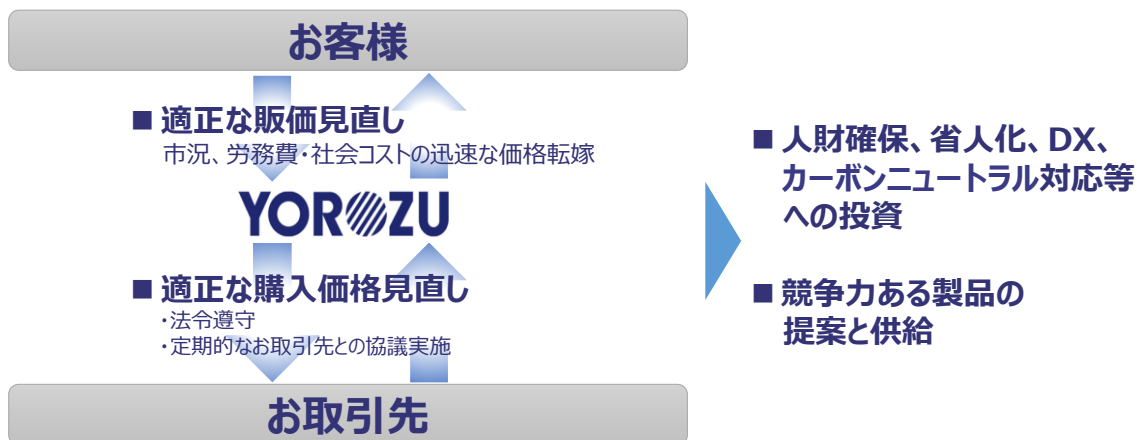 お客様
■ 適正な販価見直し
市況、労務費・社会コストの迅速な価格転嫁
YOROZU
■ 適正な購入価格見直し
・法令遵守
・定期的なお取引先との協議実施
お取引先
■ 人財確保、省人化、DX、
カーボンニュートラル対応等
への投資
■ 競争力ある製品の
提案と供給